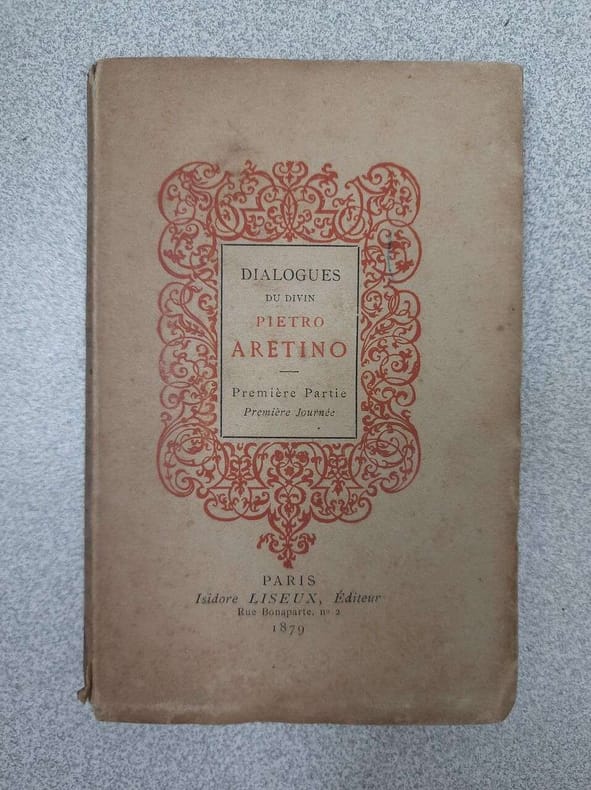 DIALOGUES
DU DIVIN
PIETRO
ARETINO
Première Partie
Première Journée
PARIS
Isidore LISEUX, Éditeur
Rue Bonaparte, nº 2
1879